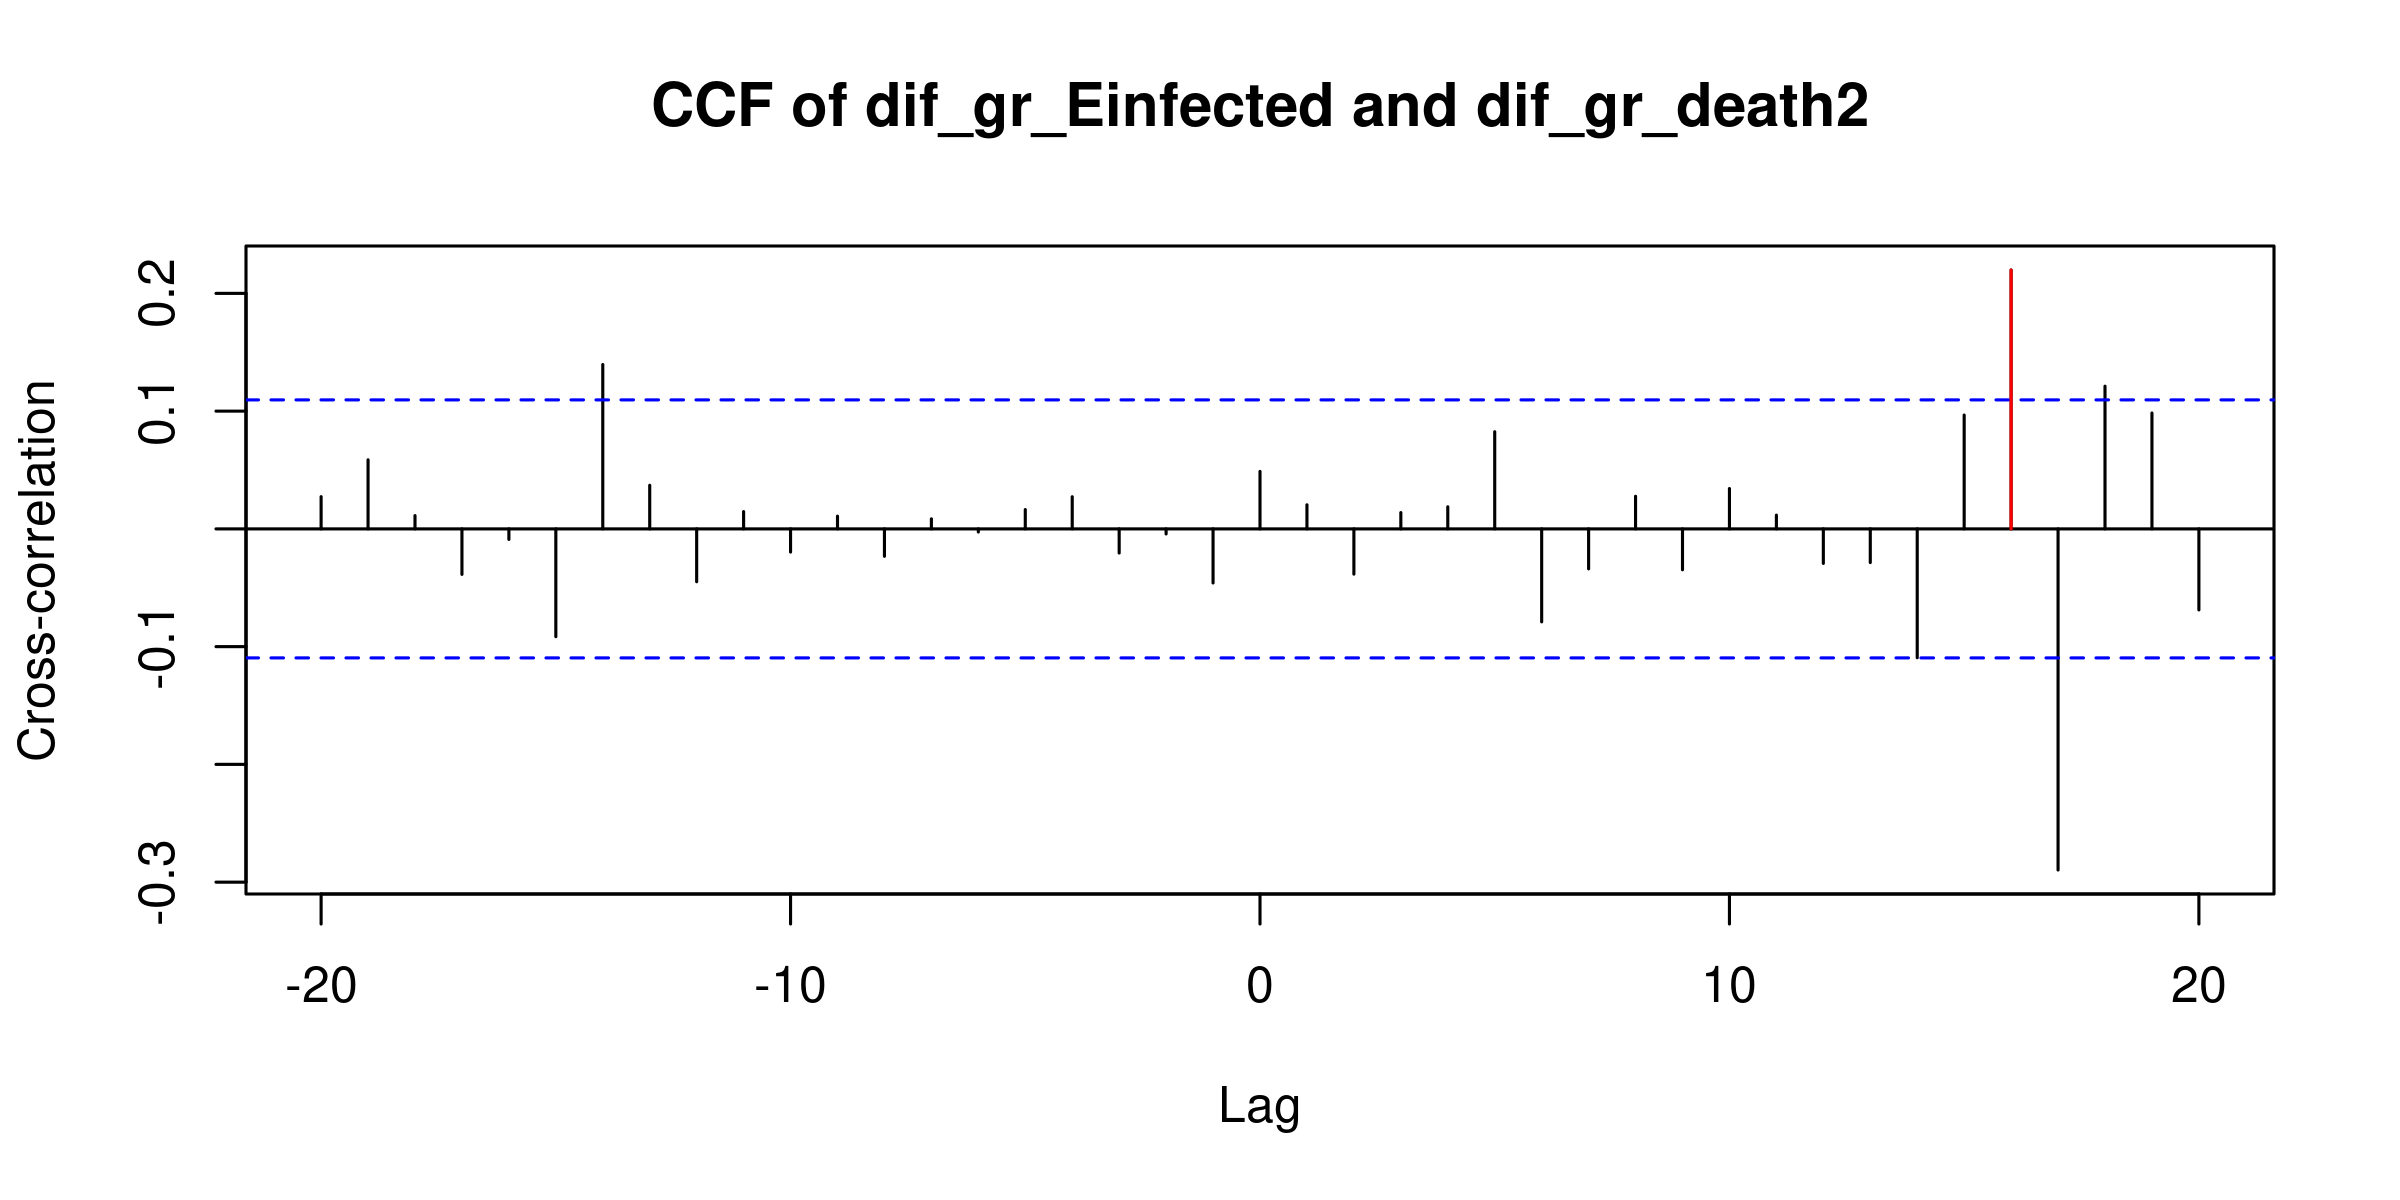 CCF of dif_gr_Einfected and dif_gr_death2
Cross-correlation
0.2
0.1
-0.1
-0.3
-20 -10 0 10 20
Lag